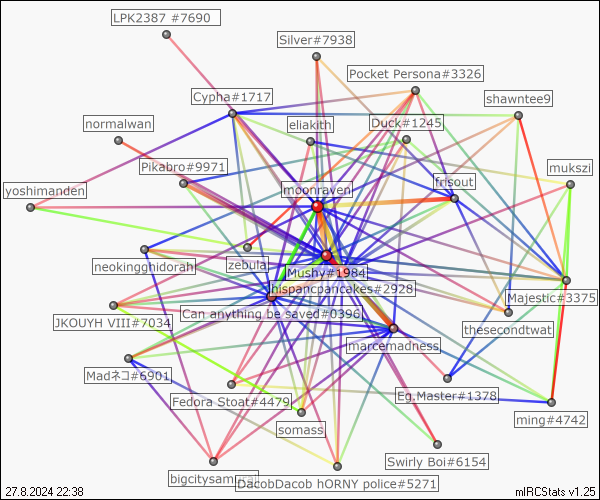 LPK2387 #7690
Silver#7938
Pocket Persona#3326
Cypha#1717
shawntee9
normalwan
eliakith
Duck#1245
Pikabro#9971
mukszi
yoshimanden
moonraven
frisout
neokingghidorah
zebula
Mushy#1984
hispancpancakes#2928
Majestic#3375
Can anything be saved#0396
JKOUYH VIII#7034
thesecondtwat
marcemadness
Madネコ#6901
Fedora Stoat#4479
Eg.Master#1378
ming#4742
somass
Swirly Boi#6154
bigcitysamurai
DacobDacob hORNY police#5271
27.8.2024 22:38
mIRCStats v1.25